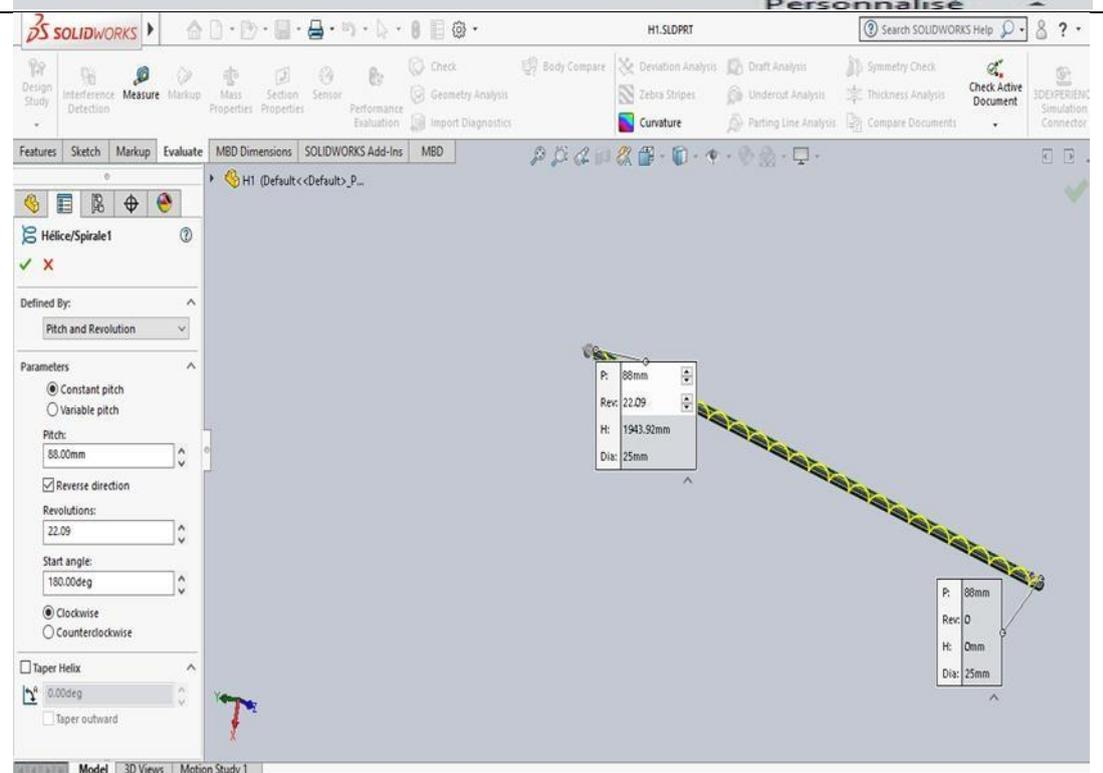 Personnalisé
SOLIDWORKS
H1.SLDPRT
Search SOLIDWORKS Help
?
Design Study
Interference Detection
Measure
Markup
Mass Properties
Section Properties
Sensor
Performance Evaluation
Check
Geometry Analysis
Import Diagnostics
Body Compare
Deviation Analysis
Zebra Stripes
Curvature
Draft Analysis
Undercut Analysis
Parting Line Analysis
Symmetry Check
Thickness Analysis
Compare Documents
Check Active Document
3DEXPERIENC
Simulation
Connector
Features Sketch Markup Evaluate MBD Dimensions SOLIDWORKS Add-Ins MBD
H1 (Default<<Default>_P...
Hélice/Spirale1
Defined By:
Pitch and Revolution
Parameters
Constant pitch
Variable pitch
Pitch:
88.00mm
Reverse direction
Revolutions:
22.09
Start angle:
180.00deg
Clockwise
Counterclockwise
Taper Helix
0.00deg
Taper outward
P: 88mm
Rev: 22.09
H: 1943.92mm
Dia: 25mm
P: 88mm
Rev: 0
H: 0mm
Dia: 25mm
Y
Z
X
Model 3D Views Motion Study 1